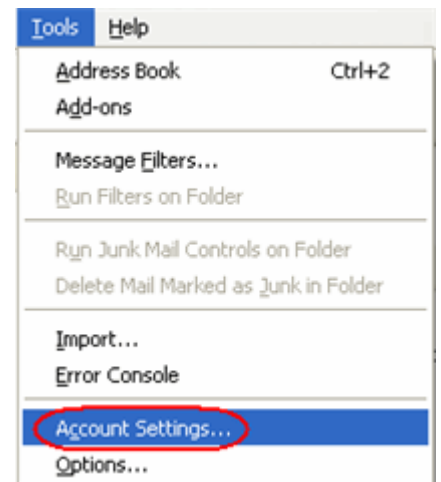 Tools Help
Address Book Ctrl+2
Add-ons
Message Filters...
Run Filters on Folder
Run Junk Mail Controls on Folder
Delete Mail Marked as Junk in Folder
Import...
Error Console
Account Settings...
Options...